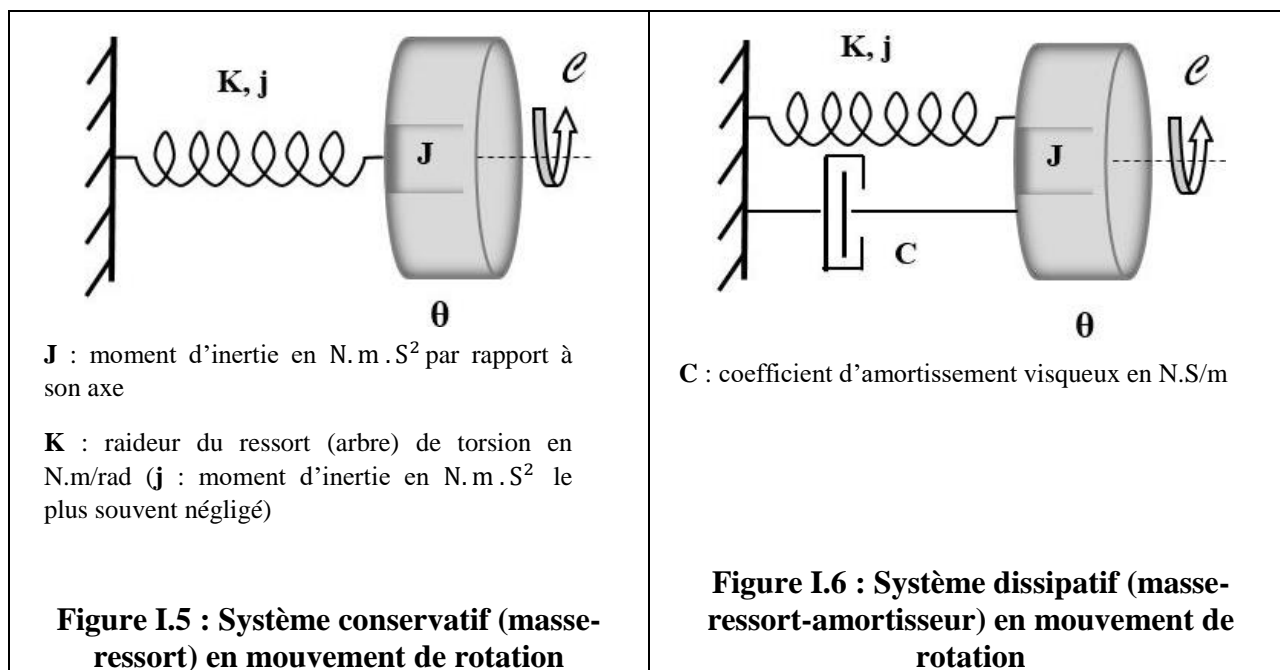 K, j
𝒞
J
θ
J : moment d’inertie en N. m . S² par rapport à
son axe
K : raideur du ressort (arbre) de torsion en
N.m/rad (j : moment d’inertie en N. m . S² le
plus souvent négligé)
Figure I.5 : Système conservatif (masse-
ressort) en mouvement de rotation
K, j
𝒞
J
C
θ
C : coefficient d’amortissement visqueux en N.S/m
Figure I.6 : Système dissipatif (masse-
ressort-amortisseur) en mouvement de
rotation